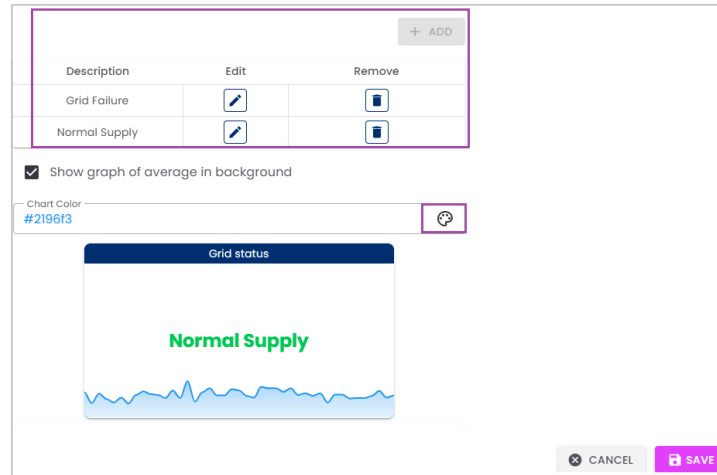 + ADD
Description Edit Remove
Grid Failure
Normal Supply
Show graph of average in background
Chart Color
#2196f3
Grid status
Normal Supply
CANCEL SAVE